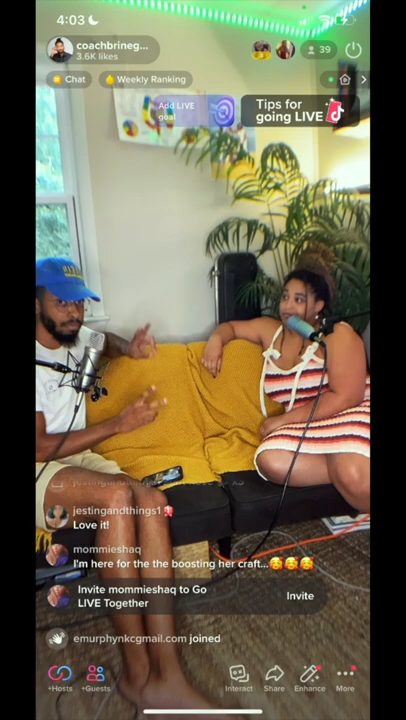 4:03
coachbrineg...
3.6K likes
39
Chat
Weekly Ranking
Add LIVE
goal
Tips for
going LIVE
jestingandthings1
Love it!
mommieshaq
I'm here for the the boosting her craft...🥰🥰🥰
Invite mommieshaq to Go
LIVE Together
Invite
emurphynkcgmail.com joined
+Hosts
+Guests
Interact
Share
Enhance
More